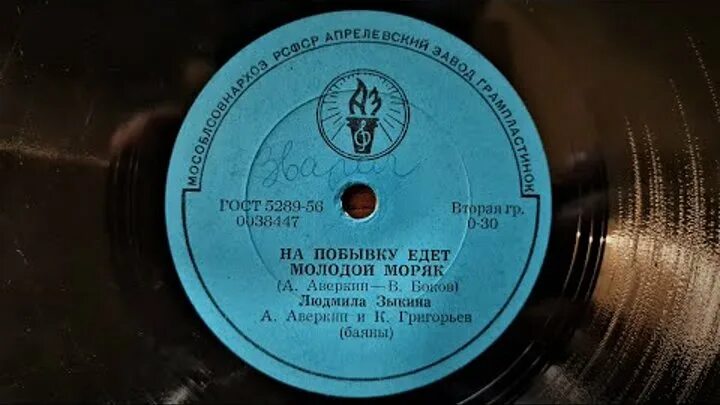 МОСОБЛСОВНАРХОЗ РСФСР АПРЕЛЕВСКИЙ ЗАВОД ГРАМПЛАСТИНОК
АЗ
ГОСТ 5289-56
0038447
Вторая гр.
0-30
НА ПОБЫВКУ ЕДЕТ
МОЛОДОЙ МОРЯК
(А. Аверкин — В. Боков)
Людмила Зыкина
А. Аверкин и К. Григорьев
(баяны)